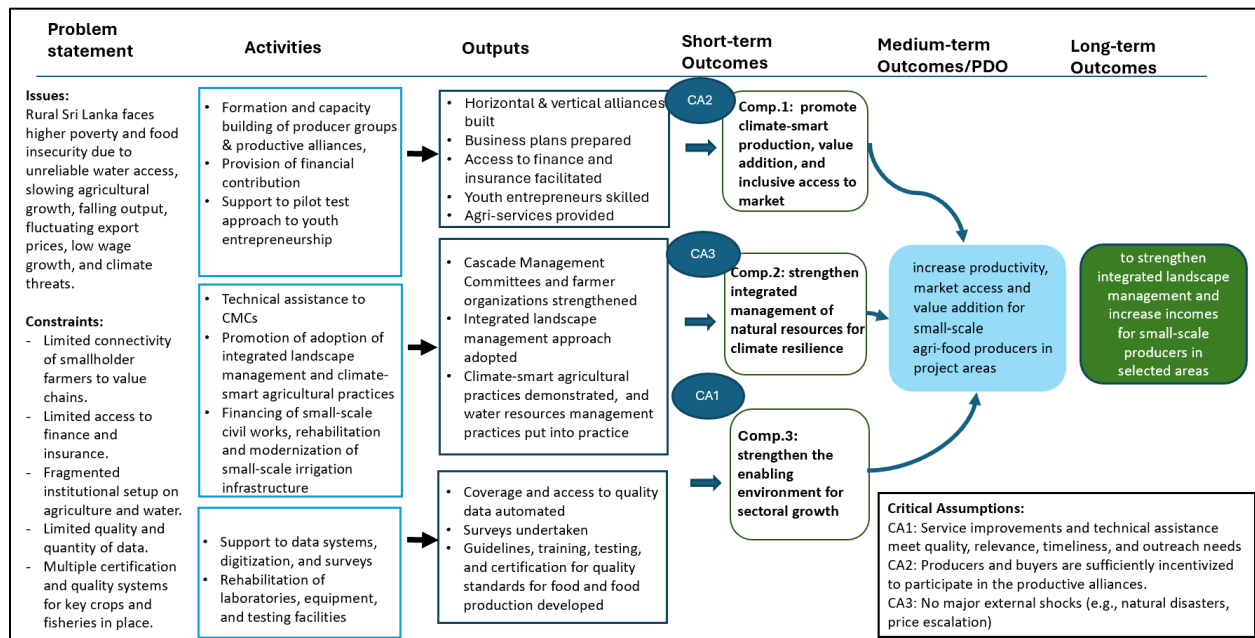 Problem
statement
Activities
Outputs
Short-term
Outcomes
Medium-term
Outcomes/PDO
Long-term
Outcomes
Issues:
Rural Sri Lanka faces
higher poverty and food
insecurity due to
unreliable water access,
slowing agricultural
growth, falling output,
fluctuating export
prices, low wage
growth, and climate
threats.
Constraints:
- Limited connectivity
of smallholder
farmers to value
chains.
- Limited access to
finance and
insurance.
- Fragmented
institutional setup on
agriculture and water.
- Limited quality and
quantity of data.
- Multiple certification
and quality systems
for key crops and
fisheries in place.
• Formation and capacity
building of producer groups
& productive alliances,
• Provision of financial
contribution
• Support to pilot test
approach to youth
entrepreneurship
• Technical assistance to
CMCs
• Promotion of adoption of
integrated landscape
management and climate-
smart agricultural practices
• Financing of small-scale
civil works, rehabilitation
and modernization of
small-scale irrigation
infrastructure
• Support to data systems,
digitization, and surveys
• Rehabilitation of
laboratories, equipment,
and testing facilities
• Horizontal & vertical alliances
built
• Business plans prepared
• Access to finance and
insurance facilitated
• Youth entrepreneurs skilled
• Agri-services provided
• Cascade Management
Committees and farmer
organizations strengthened
• Integrated landscape
management approach
adopted
• Climate-smart agricultural
practices demonstrated, and
water resources management
practices put into practice
• Coverage and access to quality
data automated
• Surveys undertaken
• Guidelines, training, testing,
and certification for quality
standards for food and food
production developed
CA2
Comp.1: promote
climate-smart
production, value
addition, and
inclusive access to
market
CA3
Comp.2: strengthen
integrated
management of
natural resources for
climate resilience
CA1
Comp.3:
strengthen the
enabling
environment for
sectoral growth
increase productivity,
market access and
value addition for
small-scale
agri-food producers in
project areas
to strengthen
integrated landscape
management and
increase incomes
for small-scale
producers in
selected areas
Critical Assumptions:
CA1: Service improvements and technical assistance
meet quality, relevance, timeliness, and outreach needs
CA2: Producers and buyers are sufficiently incentivized
to participate in the productive alliances.
CA3: No major external shocks (e.g., natural disasters,
price escalation)